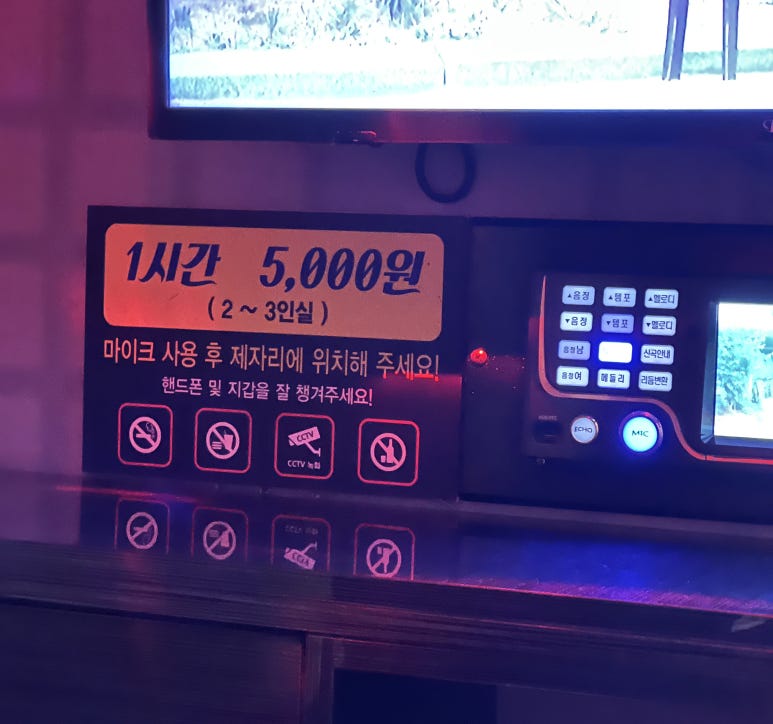 1시간 5,000원
( 2 ~ 3인실 )
마이크 사용 후 제자리에 위치해 주세요!
핸드폰 및 지갑을 잘 챙겨주세요!
CCTV
CCTV 녹화
▲음정 ▲템포 ▲멜로디
▼음정 ▼템포 ▼멜로디
음정남 신곡안내
음정여 메들리 리듬변환
ECHO
MIC